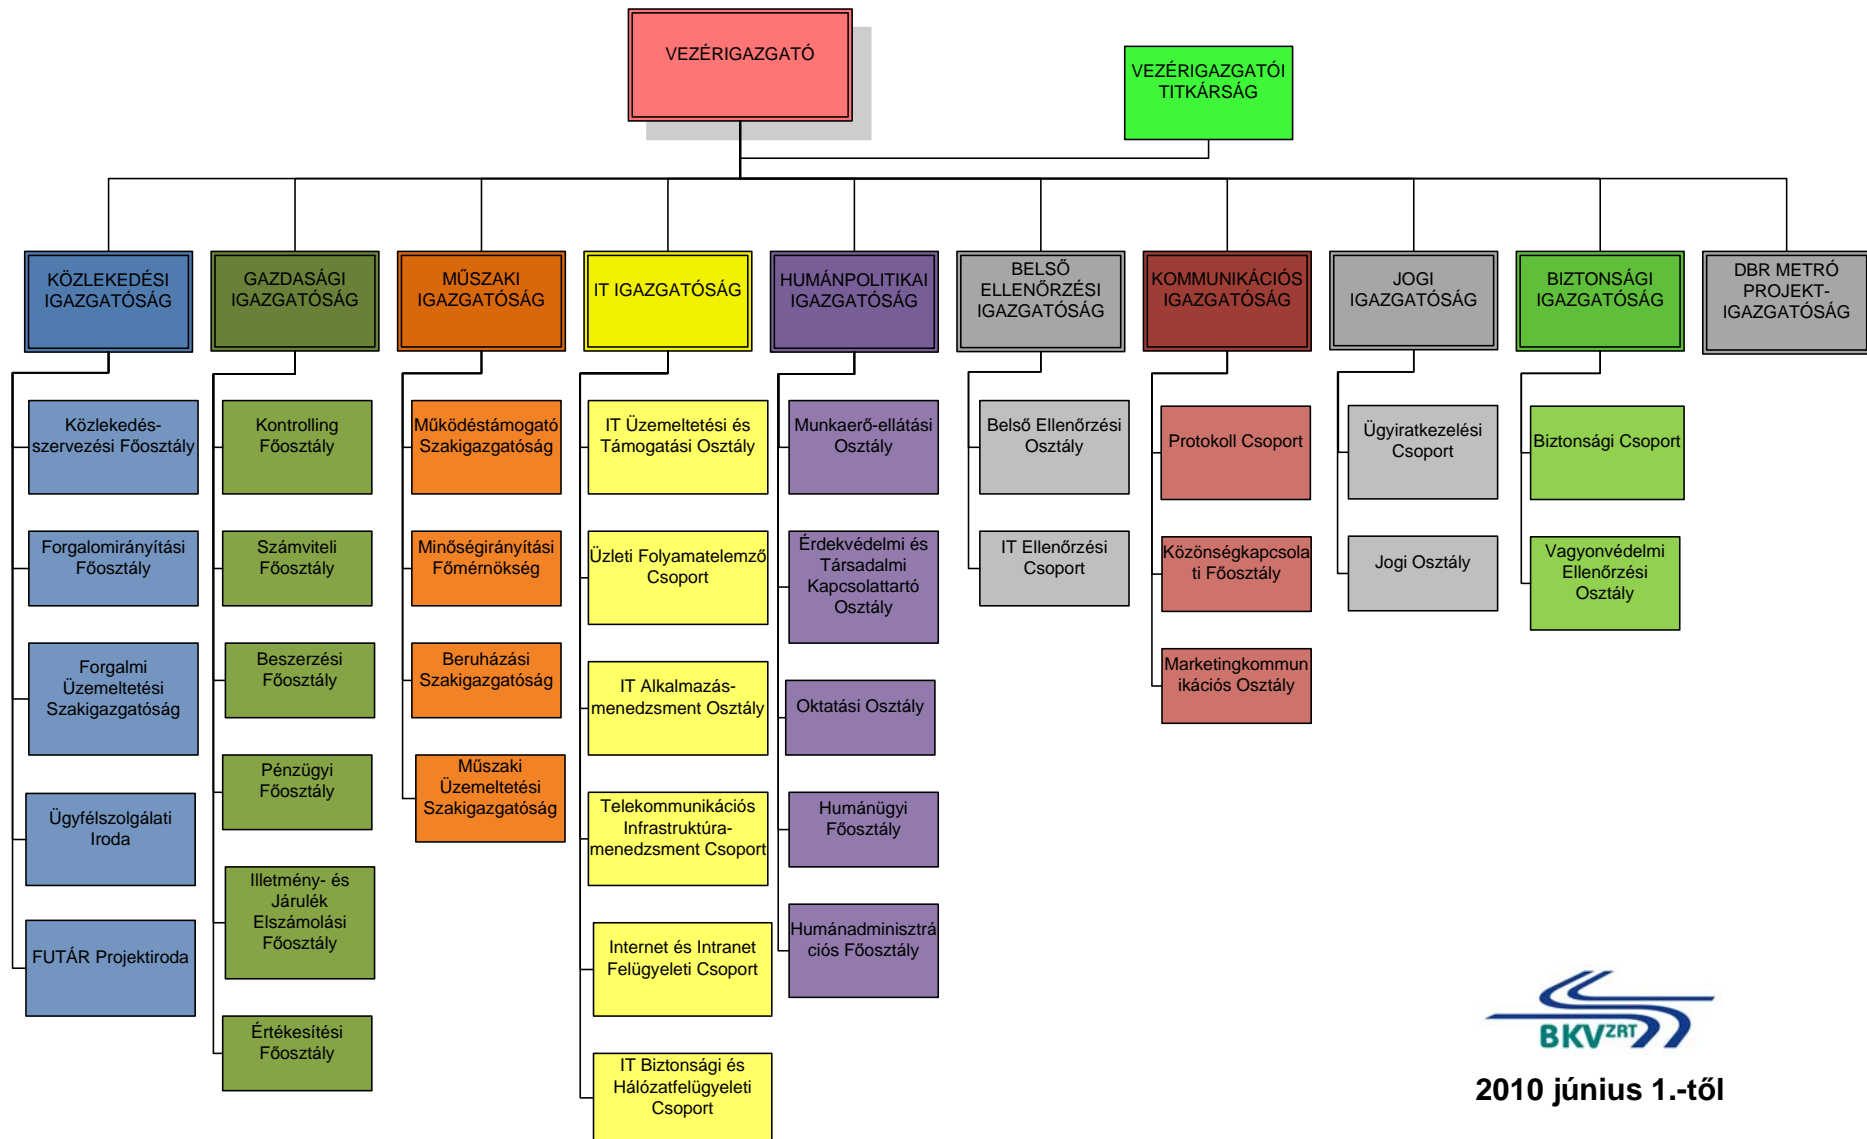 VEZÉRIGAZGATÓ
VEZÉRIGAZGATÓI
TITKÁRSÁG
KÖZLEKEDÉSI
IGAZGATÓSÁG
GAZDASÁGI
IGAZGATÓSÁG
MŰSZAKI
IGAZGATÓSÁG
IT IGAZGATÓSÁG
HUMÁNPOLITIKAI
IGAZGATÓSÁG
BELSŐ
ELLENŐRZÉSI
IGAZGATÓSÁG
KOMMUNIKÁCIÓS
IGAZGATÓSÁG
JOGI
IGAZGATÓSÁG
BIZTONSÁGI
IGAZGATÓSÁG
DBR METRÓ
PROJEKT-
IGAZGATÓSÁG
Közlekedés-
szervezési Főosztály
Forgalomirányítási
Főosztály
Forgalmi
Üzemeltetési
Szakigazgatóság
Ügyfélszolgálati
Iroda
FUTÁR Projektiroda
Kontrolling
Főosztály
Számviteli
Főosztály
Beszerzési
Főosztály
Pénzügyi
Főosztály
Illetmény- és
Járulék
Elszámolási
Főosztály
Értékesítési
Főosztály
Működéstámogató
Szakigazgatóság
Minőségirányítási
Főmérnökség
Beruházási
Szakigazgatóság
Műszaki
Üzemeltetési
Szakigazgatóság
IT Üzemeltetési és
Támogatási Osztály
Üzleti Folyamatelemző
Csoport
IT Alkalmazás-
menedzsment Osztály
Telekommunikációs
Infrastruktúra-
menedzsment Csoport
Internet és Intranet
Felügyeleti Csoport
IT Biztonsági és
Hálózatfelügyeleti
Csoport
Munkaerő-ellátási
Osztály
Érdekvédelmi és
Társadalmi
Kapcsolattartó
Osztály
Oktatási Osztály
Humánügyi
Főosztály
Humánadminisztrá
ciós Főosztály
Belső Ellenőrzési
Osztály
IT Ellenőrzési
Csoport
Protokoll Csoport
Közönségkapcsola
ti Főosztály
Marketingkommun
ikációs Osztály
Ügyiratkezelési
Csoport
Jogi Osztály
Biztonsági Csoport
Vagyonvédelmi
Ellenőrzési
Osztály
BKV ZRT
2010 június 1.-től